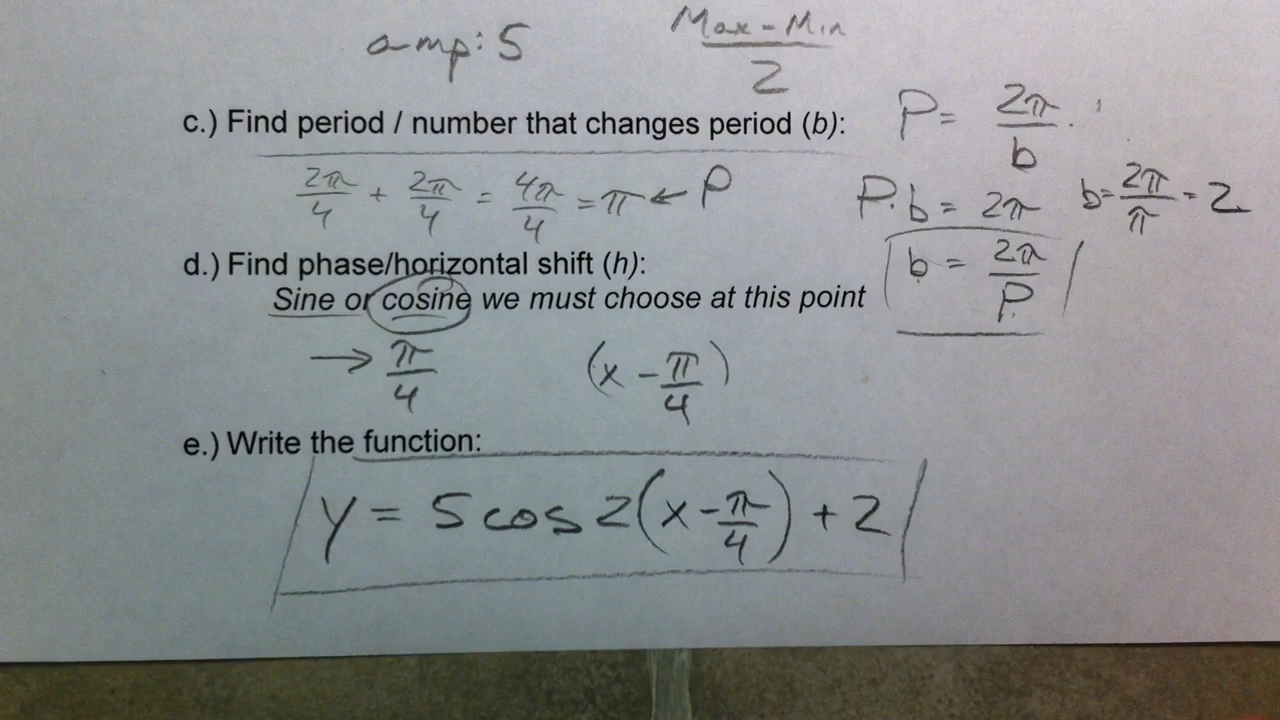 amp: 5
Max - Min / 2
c.) Find period / number that changes period (b):
P = 2π/b
2π/4 + 2π/4 = 4π/4 = π ← P
P·b = 2π
b = 2π/π = 2
d.) Find phase/horizontal shift (h):
b = 2π/P
Sine or cosine we must choose at this point
→ π/4
(x - π/4)
e.) Write the function:
y = 5 cos 2(x - π/4) + 2